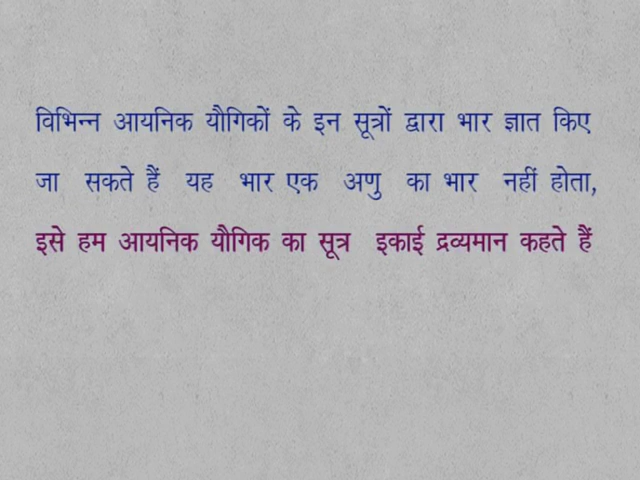 विभिन्न आयनिक यौगिकों के इन सूत्रों द्वारा भार ज्ञात किए
जा सकते हैं यह भार एक अणु का भार नहीं होता,
इसे हम आयनिक यौगिक का सूत्र इकाई द्रव्यमान कहते हैं